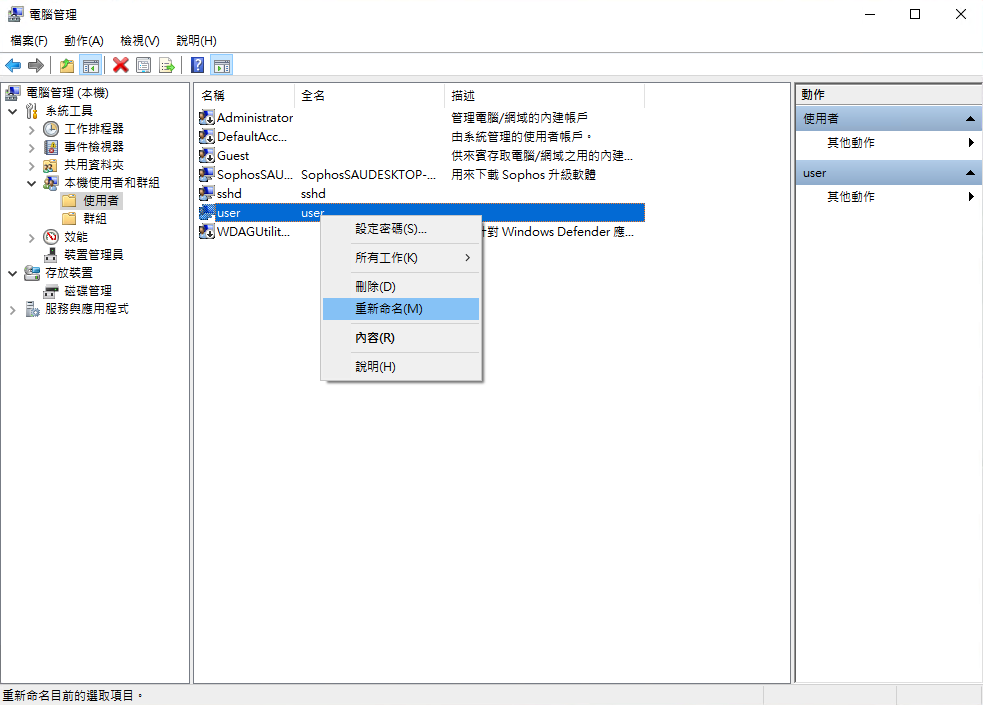 電腦管理
檔案(F) 動作(A) 檢視(V) 說明(H)
電腦管理 (本機)
系統工具
工作排程器
事件檢視器
共用資料夾
本機使用者和群組
使用者
群組
效能
裝置管理員
存放裝置
磁碟管理
服務與應用程式
名稱 全名 描述
Administrator 管理電腦/網域的內建帳戶
DefaultAcc... 由系統管理的使用者帳戶。
Guest 供來賓存取電腦/網域之用的內建...
SophosSAU... SophosSAUDESKTOP-... 用來下載 Sophos 升級軟體
sshd sshd
user user
WDAGUtilit... 對 Windows Defender 應...
設定密碼(S)...
所有工作(K)
刪除(D)
重新命名(M)
內容(R)
說明(H)
動作
使用者
其他動作
user
其他動作
重新命名目前的選取項目。